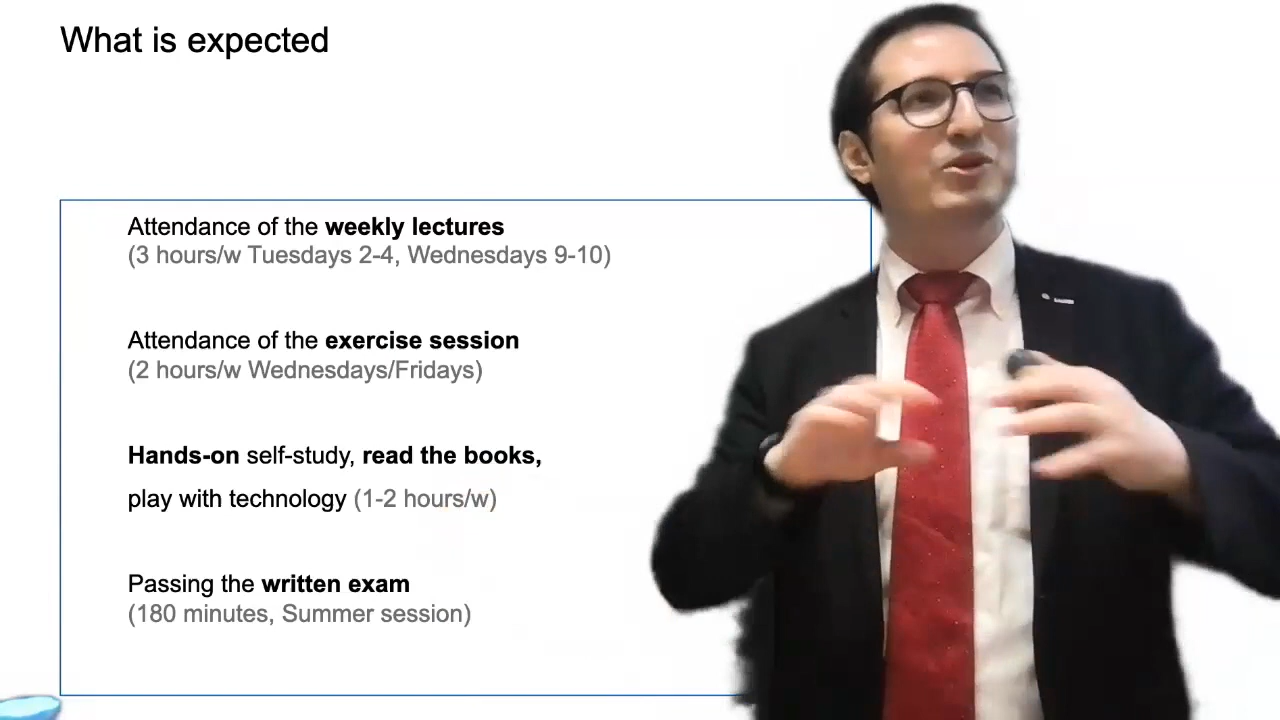 What is expected
Attendance of the weekly lectures
(3 hours/w Tuesdays 2-4, Wednesdays 9-10)
Attendance of the exercise session
(2 hours/w Wednesdays/Fridays)
Hands-on self-study, read the books,
play with technology (1-2 hours/w)
Passing the written exam
(180 minutes, Summer session)